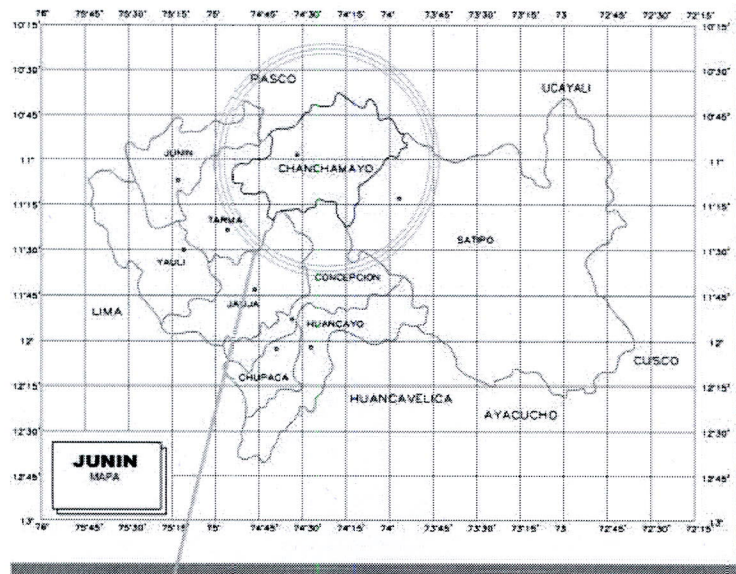 76° 75°45' 75°30' 75°15' 75° 74°45' 74°30' 74°15' 74° 73°45' 73°30' 73°15' 73° 72°45' 72°30' 72°15'
10°15' 10°15'
10°30' 10°30'
PASCO
UCAYALI
10°45' 10°45'
JUNIN
11° 11°
CHANCHAMAYO
11°15' 11°15'
TARMA
SATIPO
11°30' 11°30'
YAULI
CONCEPCION
11°45' 11°45'
JAUJA
LIMA
HUANCAYO
12° 12°
CUSCO
CHUPACA
12°15' 12°15'
HUANCAVELICA
AYACUCHO
12°30' 12°30'
JUNIN
MAPA
12°45' 12°45'
13° 13°
76° 75°45' 75°30' 75°15' 75° 74°45' 74°30' 74°15' 74° 73°45' 73°30' 73°15' 73° 72°45' 72°30' 72°15'